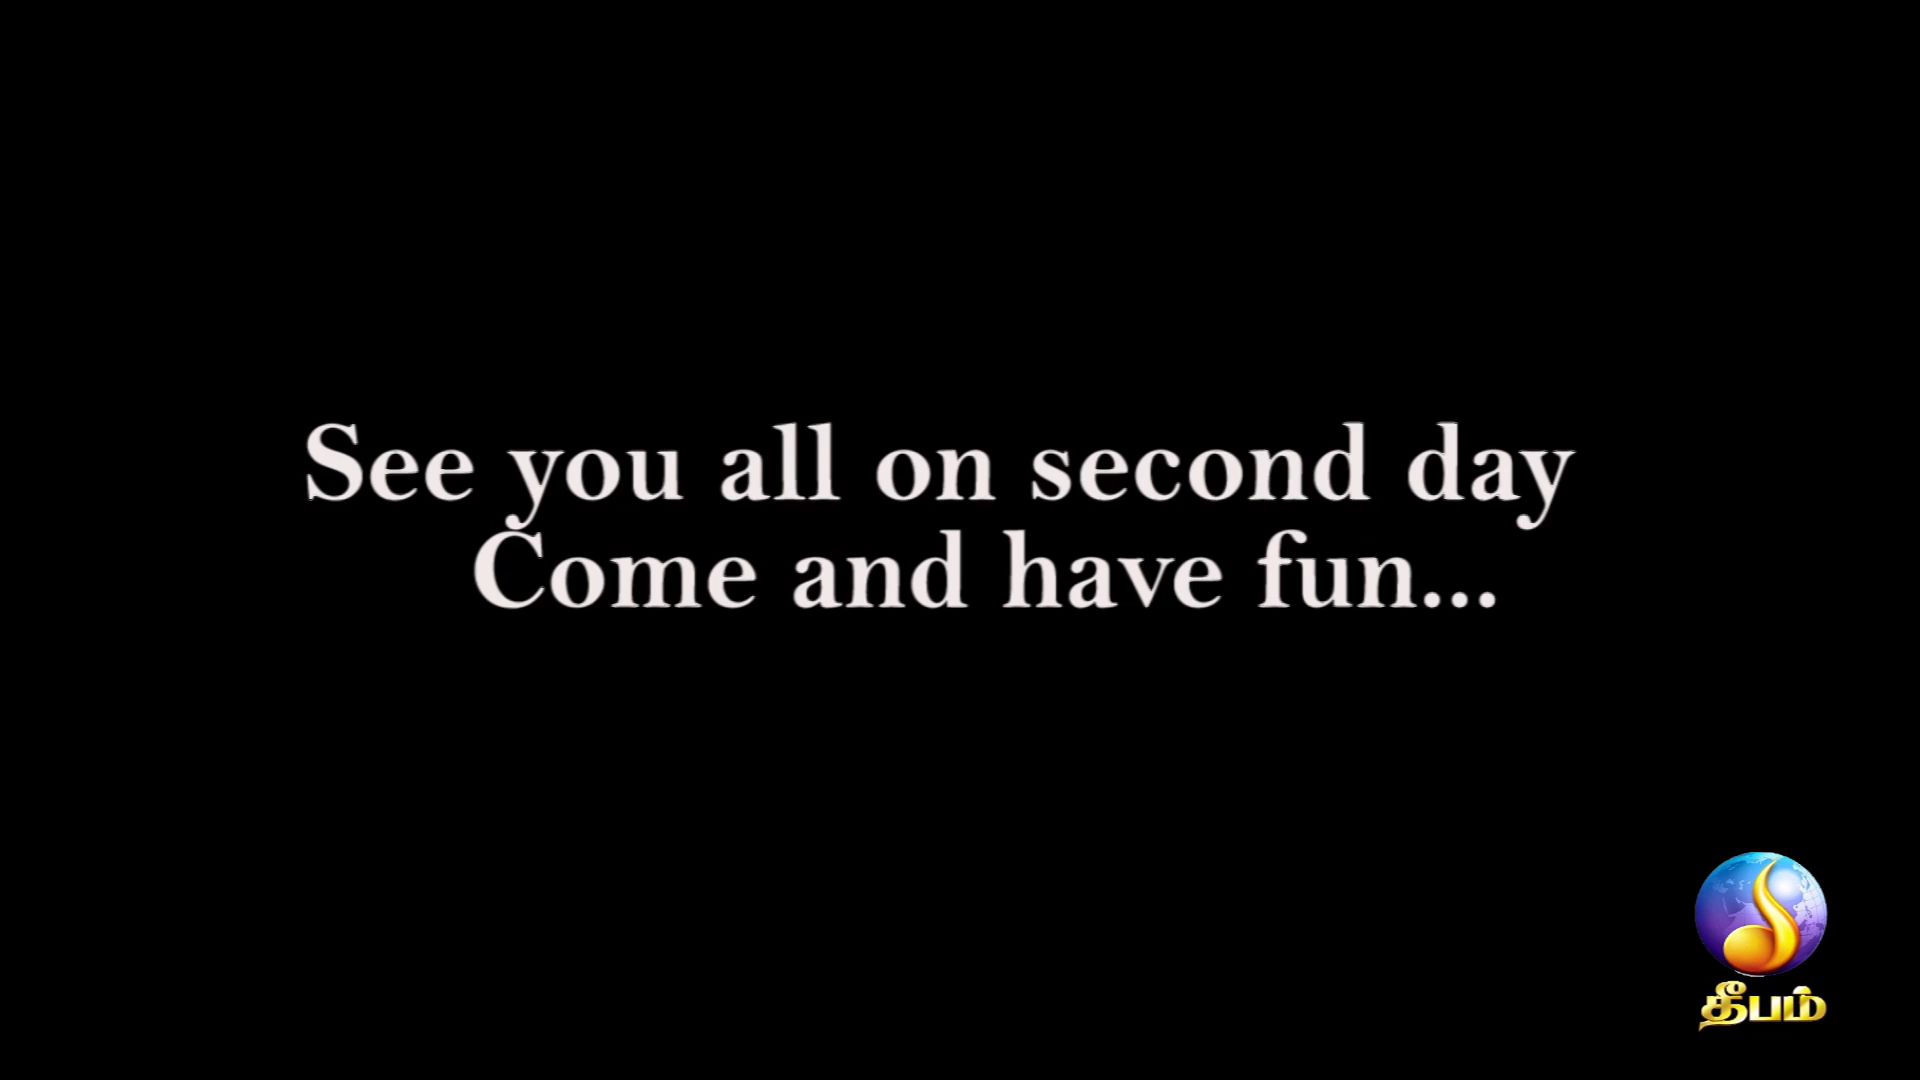 See you all on second day
Come and have fun...
தீபம்